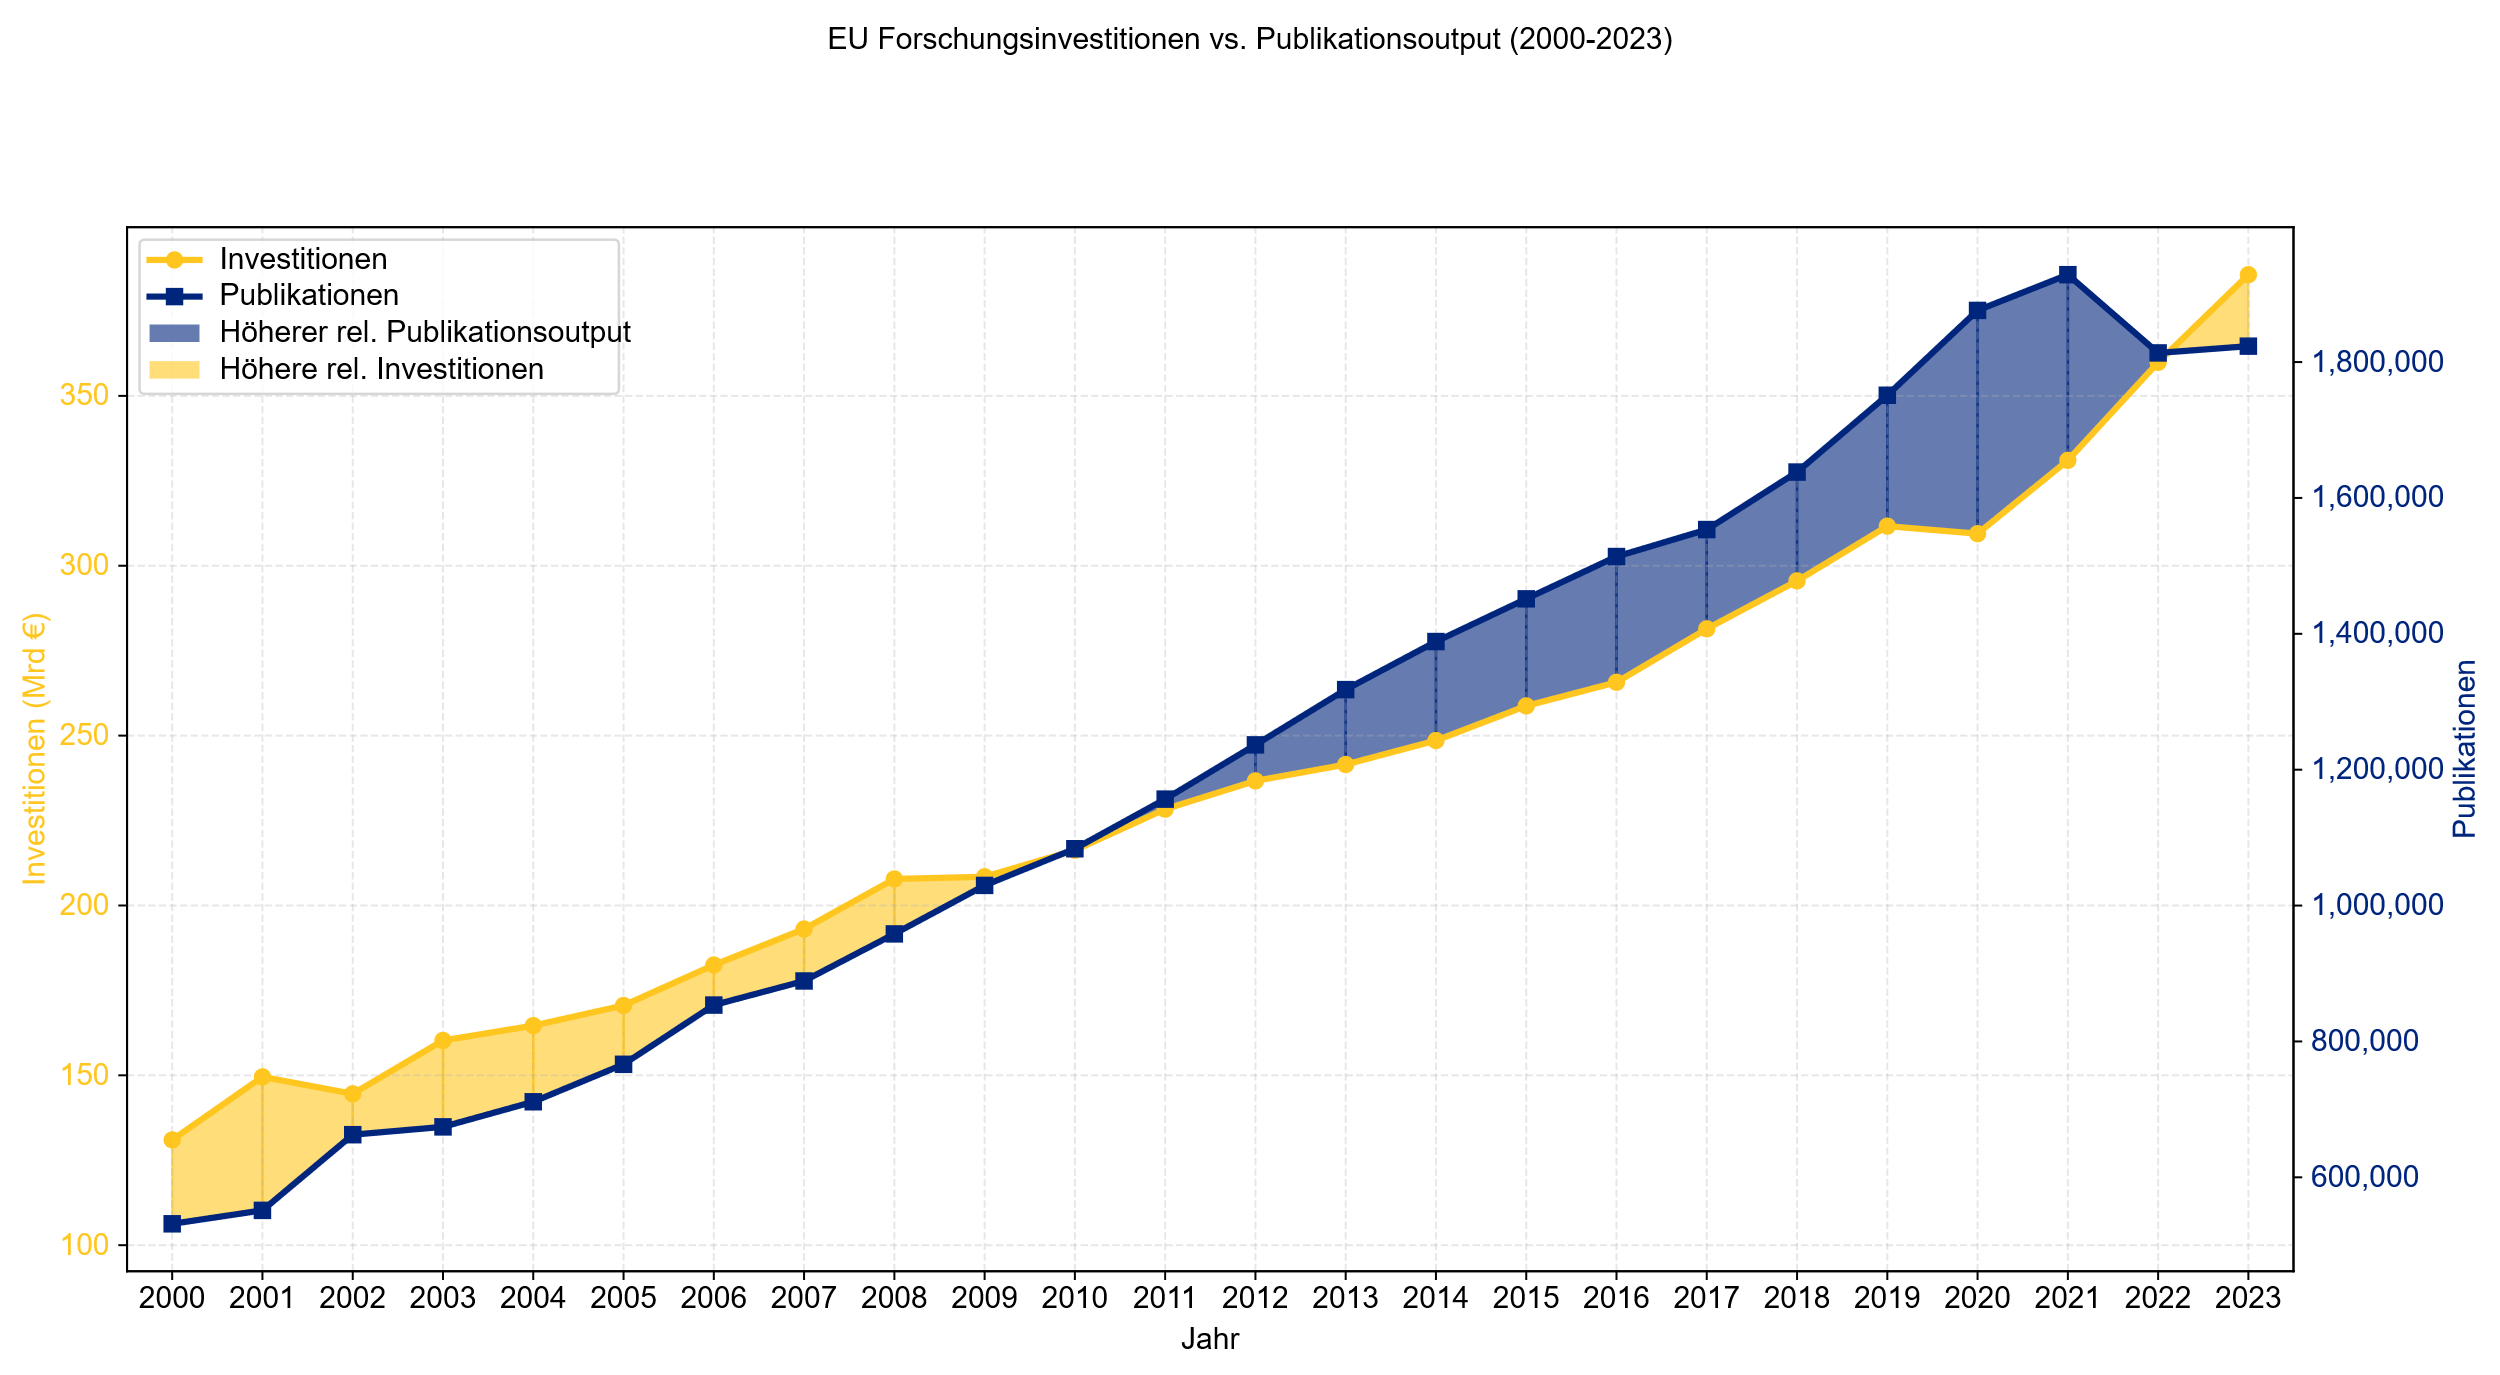 EU Forschungsinvestitionen vs. Publikationsoutput (2000-2023)
Investitionen
Publikationen
Höherer rel. Publikationsoutput
Höhere rel. Investitionen
350
300
250
200
150
100
Investitionen (Mrd €)
1,800,000
1,600,000
1,400,000
1,200,000
1,000,000
800,000
600,000
Publikationen
2000 2001 2002 2003 2004 2005 2006 2007 2008 2009 2010 2011 2012 2013 2014 2015 2016 2017 2018 2019 2020 2021 2022 2023
Jahr